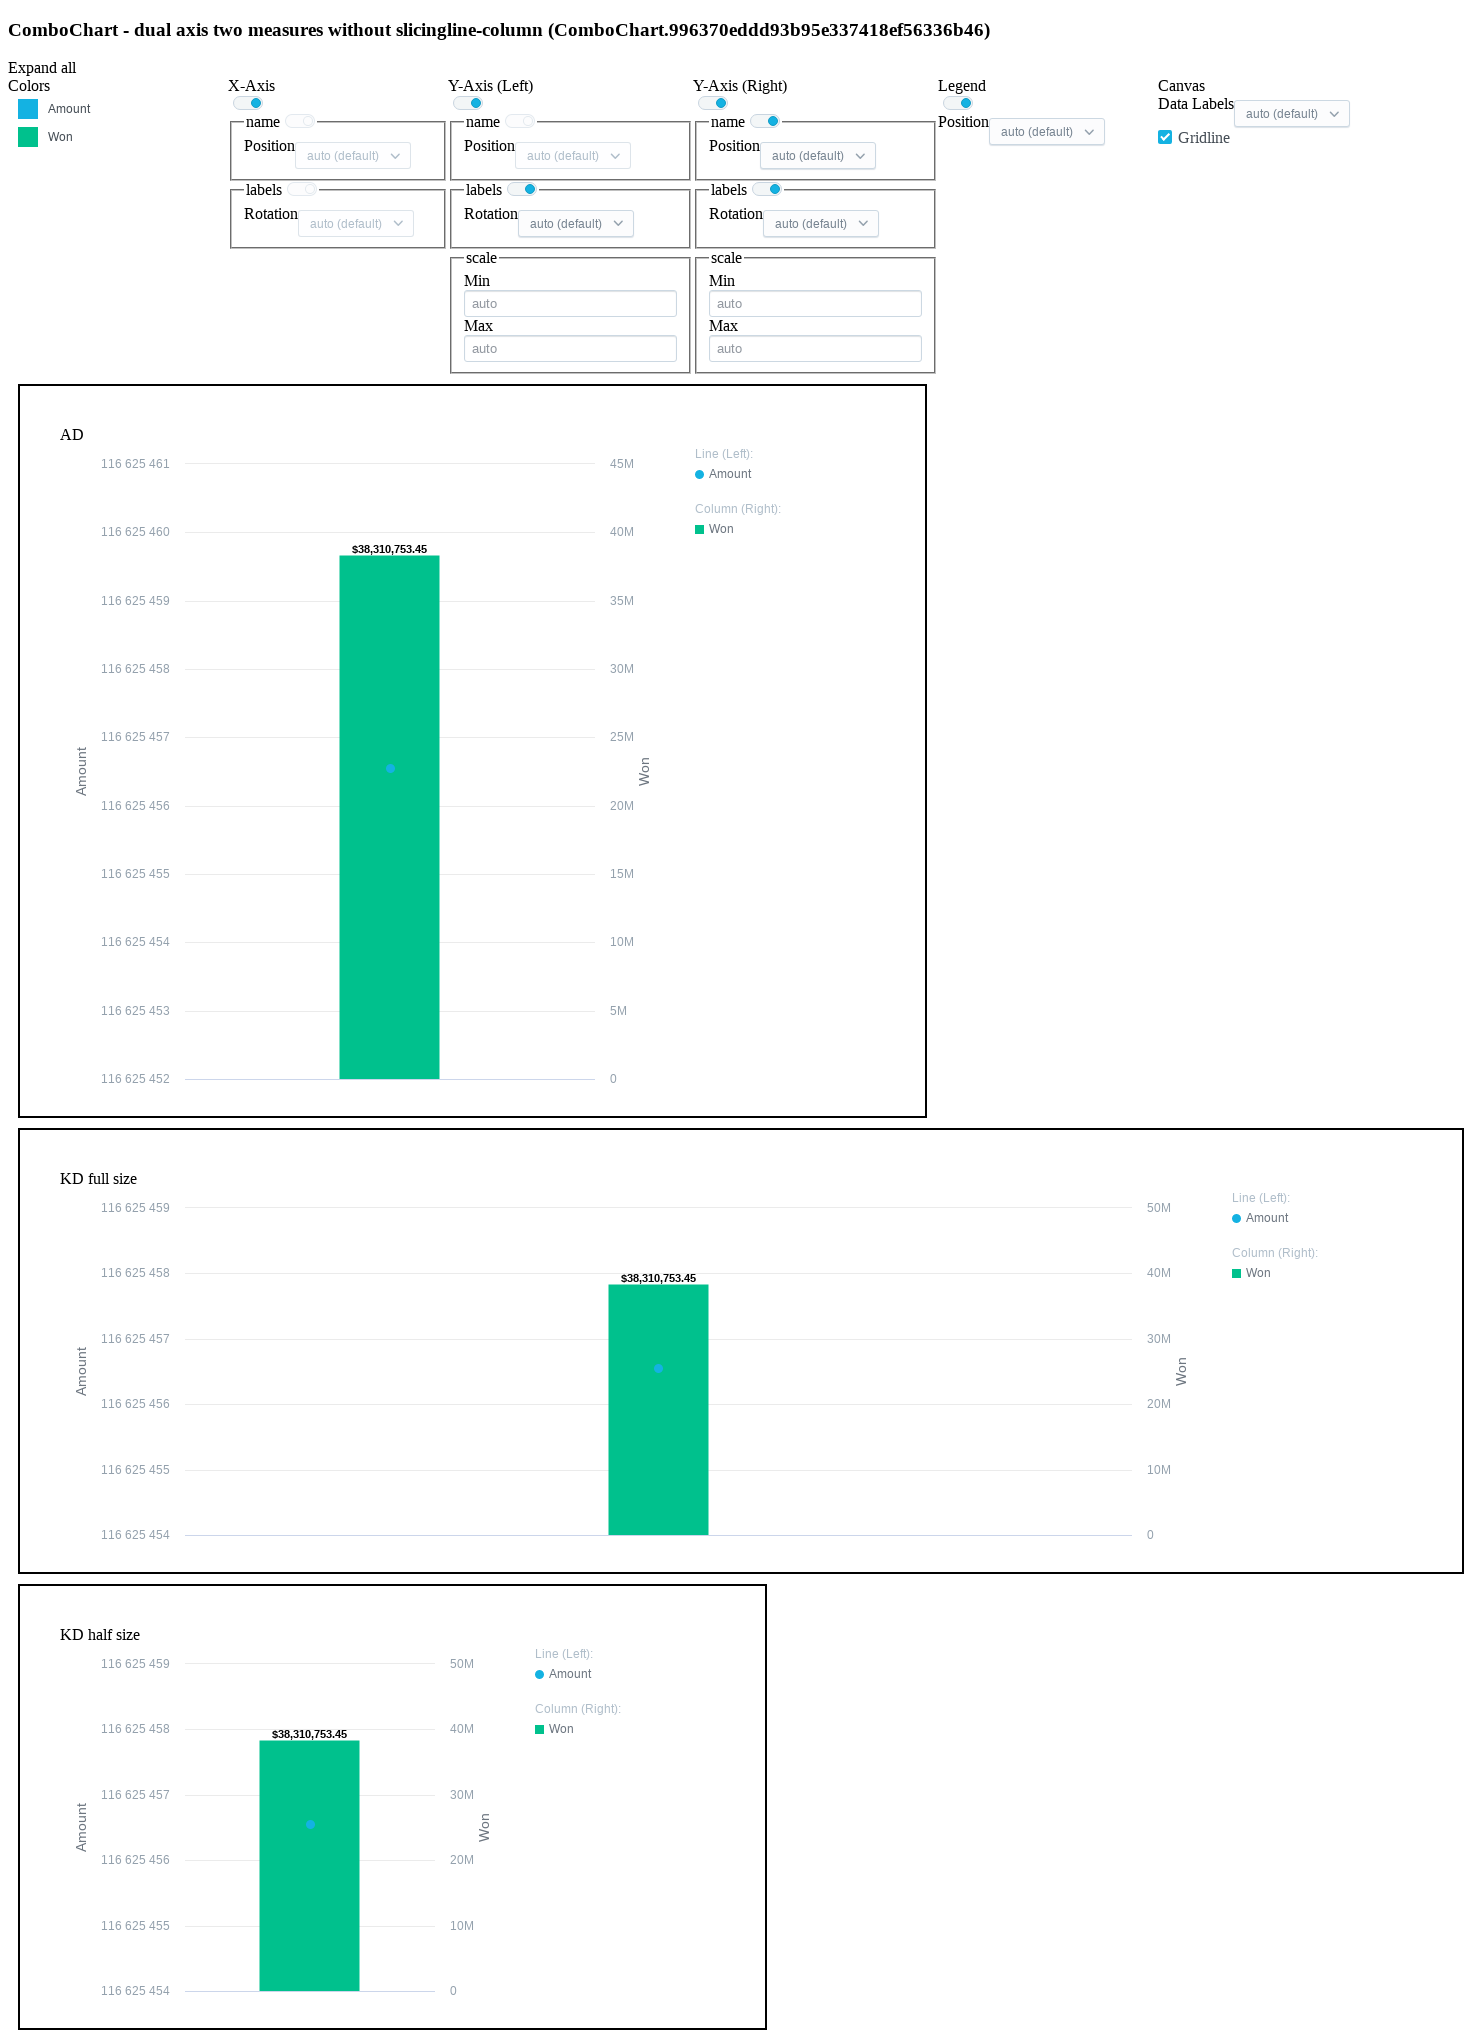 ComboChart - dual axis two measures without slicingline-column (ComboChart.996370eddd93b95e337418ef56336b46)
Expand all
Colors
Amount
Won
X-Axis
name
Position auto (default)
labels
Rotation auto (default)
Y-Axis (Left)
name
Position auto (default)
labels
Rotation auto (default)
scale
Min
auto
Max
auto
Y-Axis (Right)
name
Position auto (default)
labels
Rotation auto (default)
scale
Min
auto
Max
auto
Legend
Position auto (default)
Canvas
Data Labels auto (default)
Gridline
AD
116 625 461
116 625 460
116 625 459
116 625 458
116 625 457
116 625 456
116 625 455
116 625 454
116 625 453
116 625 452
Amount
$38,310,753.45
45M
40M
35M
30M
25M
20M
15M
10M
5M
0
Won
Line (Left):
Amount
Column (Right):
Won
KD full size
116 625 459
116 625 458
116 625 457
116 625 456
116 625 455
116 625 454
Amount
$38,310,753.45
50M
40M
30M
20M
10M
0
Won
Line (Left):
Amount
Column (Right):
Won
KD half size
116 625 459
116 625 458
116 625 457
116 625 456
116 625 455
116 625 454
Amount
$38,310,753.45
50M
40M
30M
20M
10M
0
Won
Line (Left):
Amount
Column (Right):
Won